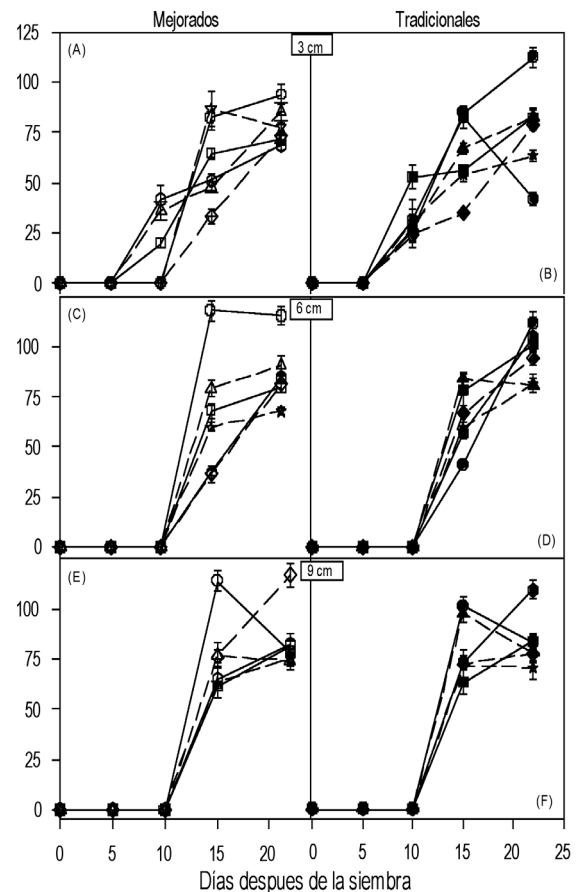 Mejorados Tradicionales
125
100
75
50
25
0
(A)
3 cm
(B)
100
75
50
25
0
(C)
6 cm
(D)
100
75
50
25
0
(E)
9 cm
(F)
0 5 10 15 20 0 5 10 15 20 25
Días despues de la siembra